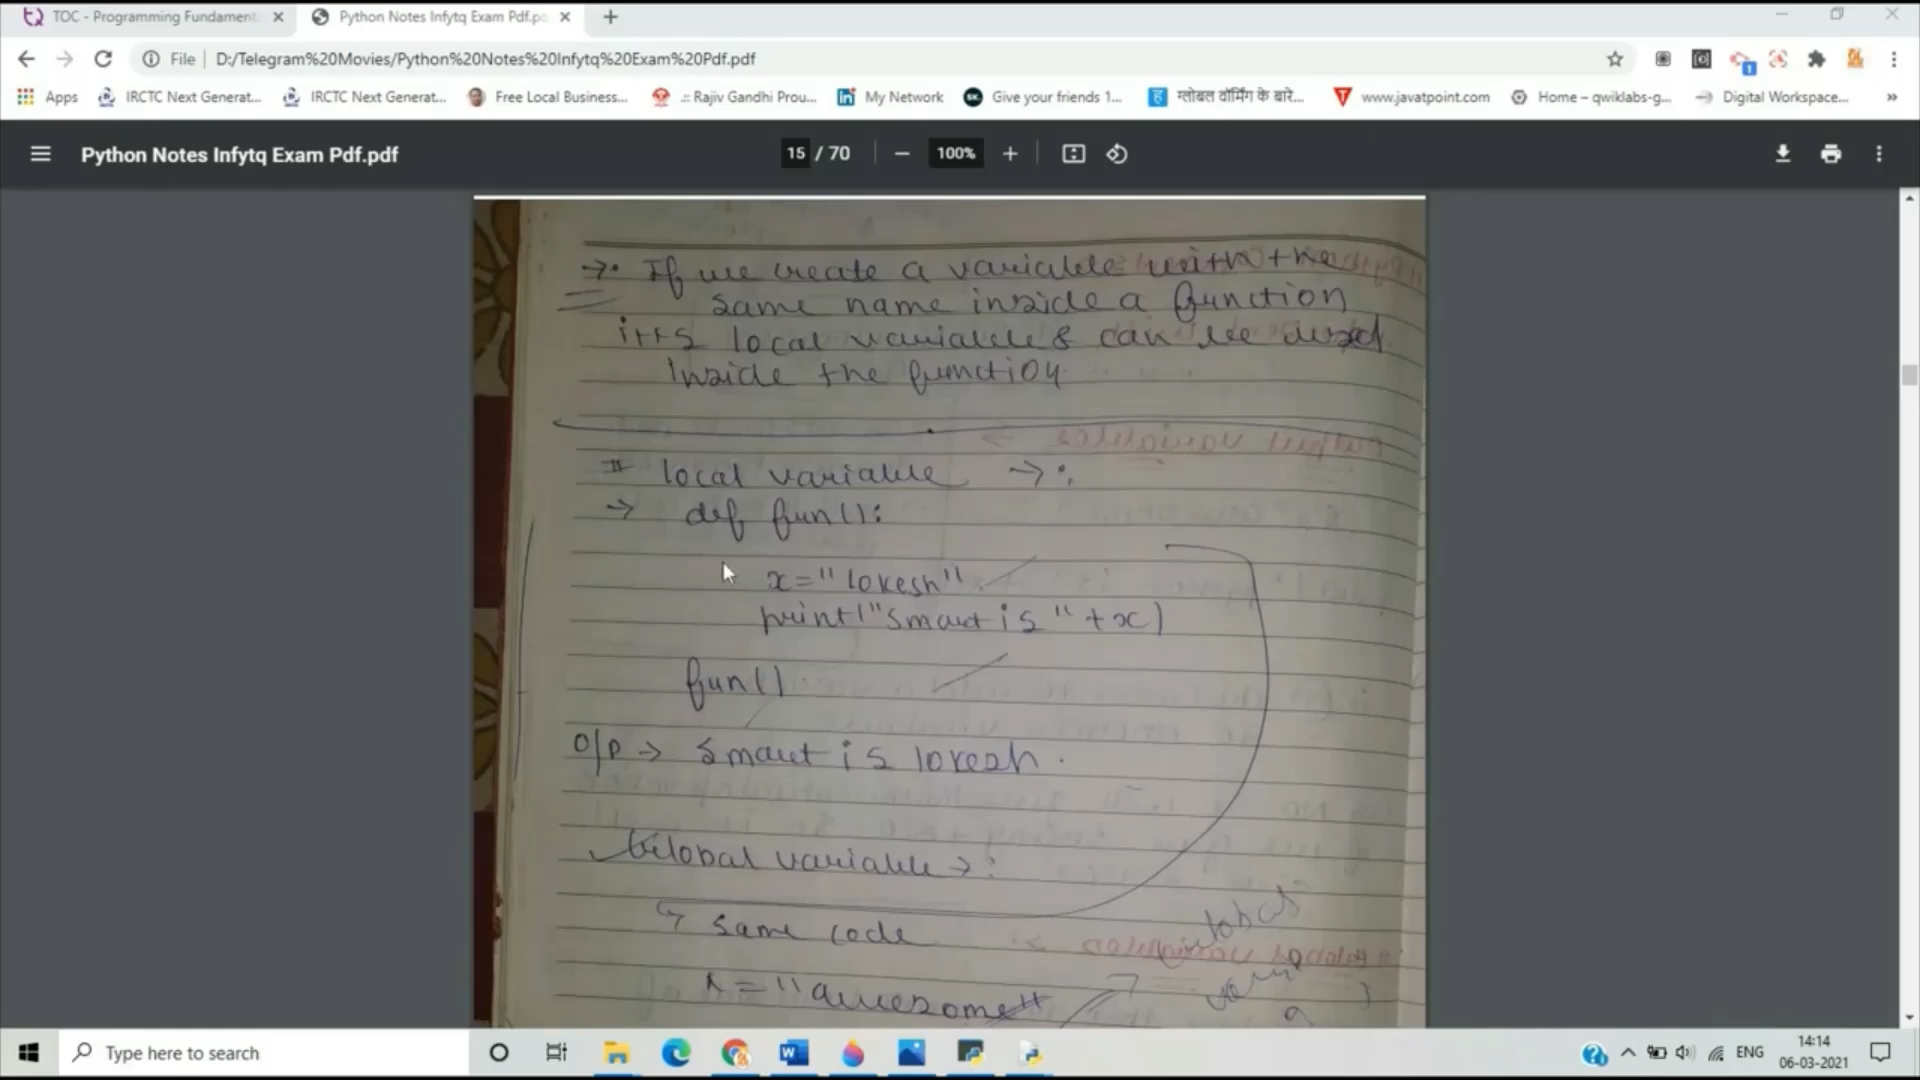 TOC - Programming Fundament
Python Notes Infytq Exam Pdf.pd
File
D:/Telegram%20Movies/Python%20Notes%20Infytq%20Exam%20Pdf.pdf
Apps
IRCTC Next Generat...
IRCTC Next Generat...
Free Local Business...
.:: Rajiv Gandhi Prou...
My Network
Give your friends 1...
ग्लोबल वॉर्मिंग के बारे...
www.javatpoint.com
Home – qwiklabs-g...
Digital Workspace...
»
Python Notes Infytq Exam Pdf.pdf
15 / 70
100%
→• If we create a variable with the
same name inside a function
it's local variable & can be used
inside the function
# local variable →:
→ def fun():
x="lokesh"
print("smart is "+x)
fun()
O/P → smart is lokesh.
Global variable →:
↳ same code
x="awesome"
Type here to search
ENG
14:14
06-03-2021